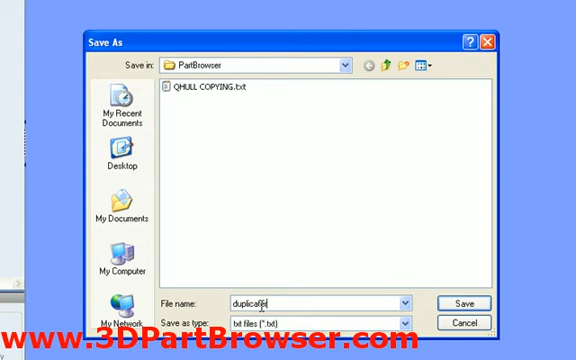 Save As
Save in:
PartBrowser
QHULL COPYING.txt
My Recent
Documents
Desktop
My Documents
My Computer
My Network
File name:
Save
Save as type:
txt files (*.txt)
Cancel
www.3DPartBrowser.com